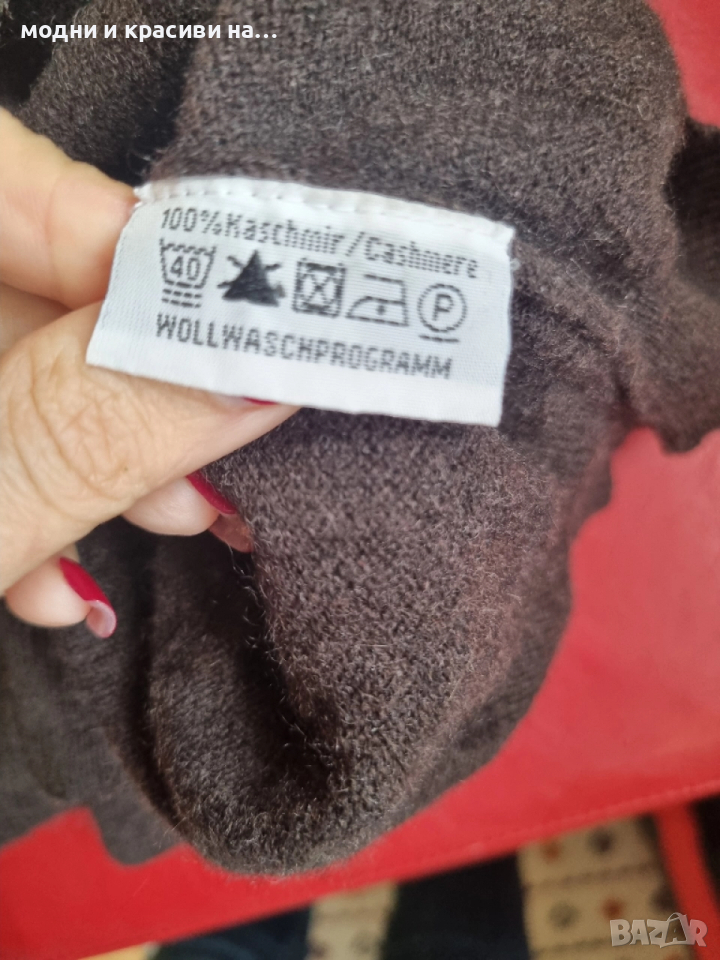 модни и красиви на...
100% Kaschmir/Cashmere
40 P
WOLLWASCHPROGRAMM
BAZAR